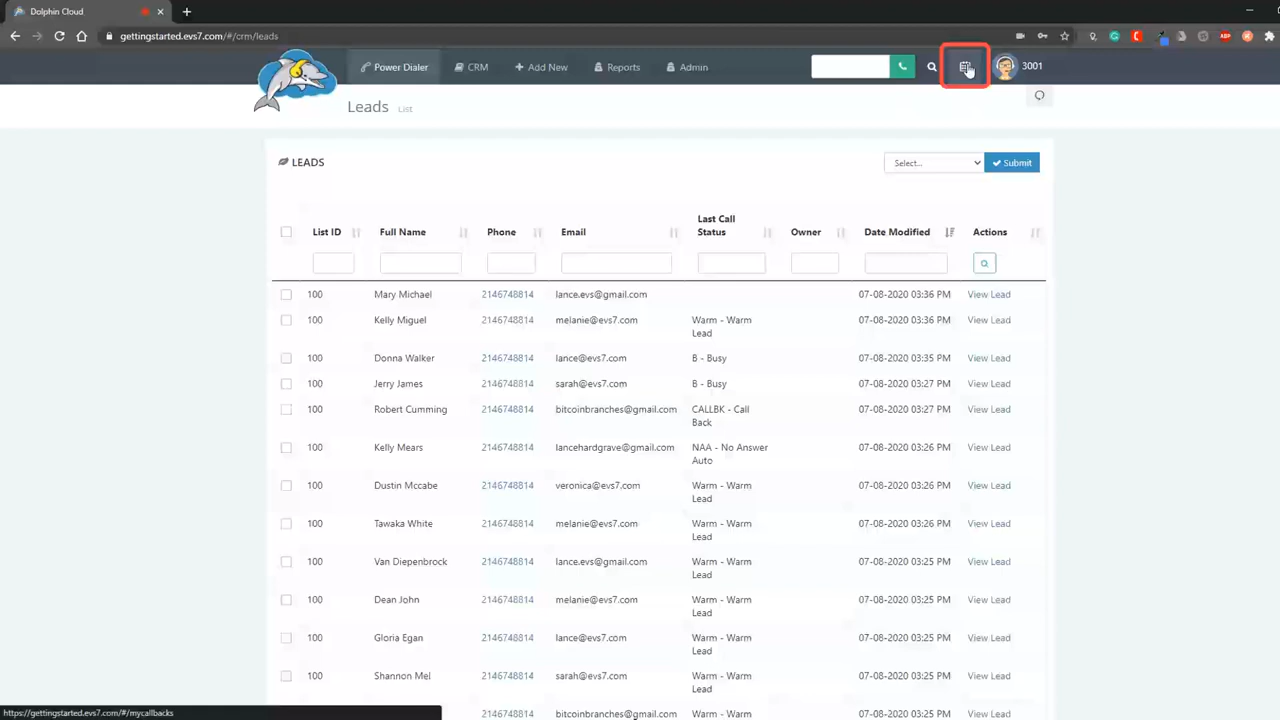 Dolphin Cloud
gettingstarted.evs7.com/#/crm/leads
Power Dialer CRM Add New Reports Admin 3001
Leads List
LEADS Select... Submit
List ID Full Name Phone Email Last Call Status Owner Date Modified Actions
100 Mary Michael 2146748814 lance.evs@gmail.com 07-08-2020 03:36 PM View Lead
100 Kelly Miguel 2146748814 melanie@evs7.com Warm - Warm Lead 07-08-2020 03:36 PM View Lead
100 Donna Walker 2146748814 lance@evs7.com B - Busy 07-08-2020 03:35 PM View Lead
100 Jerry James 2146748814 sarah@evs7.com B - Busy 07-08-2020 03:27 PM View Lead
100 Robert Cumming 2146748814 bitcoinbranches@gmail.com CALLBK - Call Back 07-08-2020 03:27 PM View Lead
100 Kelly Mears 2146748814 lancehardgrave@gmail.com NAA - No Answer Auto 07-08-2020 03:26 PM View Lead
100 Dustin Mccabe 2146748814 veronica@evs7.com Warm - Warm Lead 07-08-2020 03:26 PM View Lead
100 Tawaka White 2146748814 melanie@evs7.com Warm - Warm Lead 07-08-2020 03:26 PM View Lead
100 Van Diepenbrock 2146748814 lance.evs@gmail.com Warm - Warm Lead 07-08-2020 03:25 PM View Lead
100 Dean John 2146748814 melanie@evs7.com Warm - Warm Lead 07-08-2020 03:25 PM View Lead
100 Gloria Egan 2146748814 lance@evs7.com Warm - Warm Lead 07-08-2020 03:25 PM View Lead
100 Shannon Mel 2146748814 sarah@evs7.com Warm - Warm Lead 07-08-2020 03:25 PM View Lead
2146748814 bitcoinbranches@gmail.com Warm - Warm 07-08-2020 03:25 PM View Lead
https://gettingstarted.evs7.com/#/mycallbacks